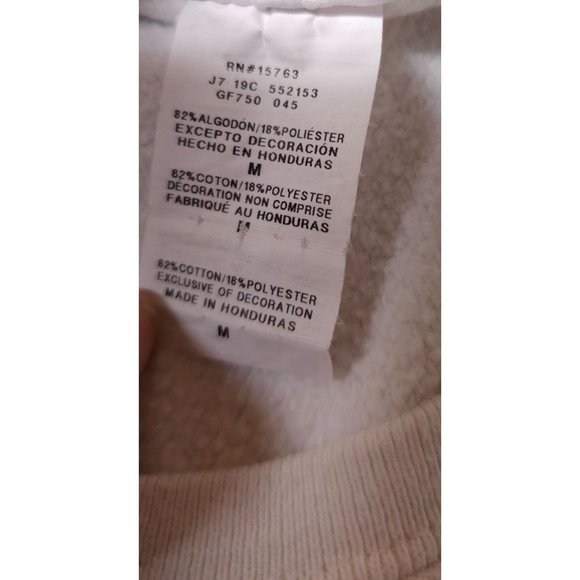 RN#15763
J7 19C 552153
GF750 045
82%ALGODÓN/18%POLIÉSTER
EXCEPTO DECORACIÓN
HECHO EN HONDURAS
M
82%COTON/18%POLYESTER
DÉCORATION NON COMPRISE
FABRIQUÉ AU HONDURAS
M
82%COTTON/18%POLYESTER
EXCLUSIVE OF DECORATION
MADE IN HONDURAS
M